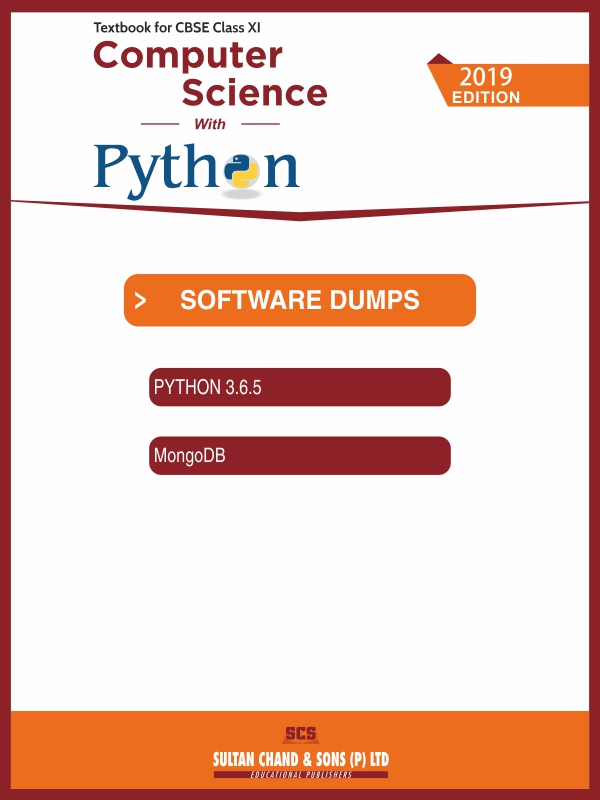 Textbook for CBSE Class XI
Computer
Science
With
Python
2019
EDITION
> SOFTWARE DUMPS
PYTHON 3.6.5
MongoDB
SCS
SULTAN CHAND & SONS (P) LTD
EDUCATIONAL PUBLISHERS